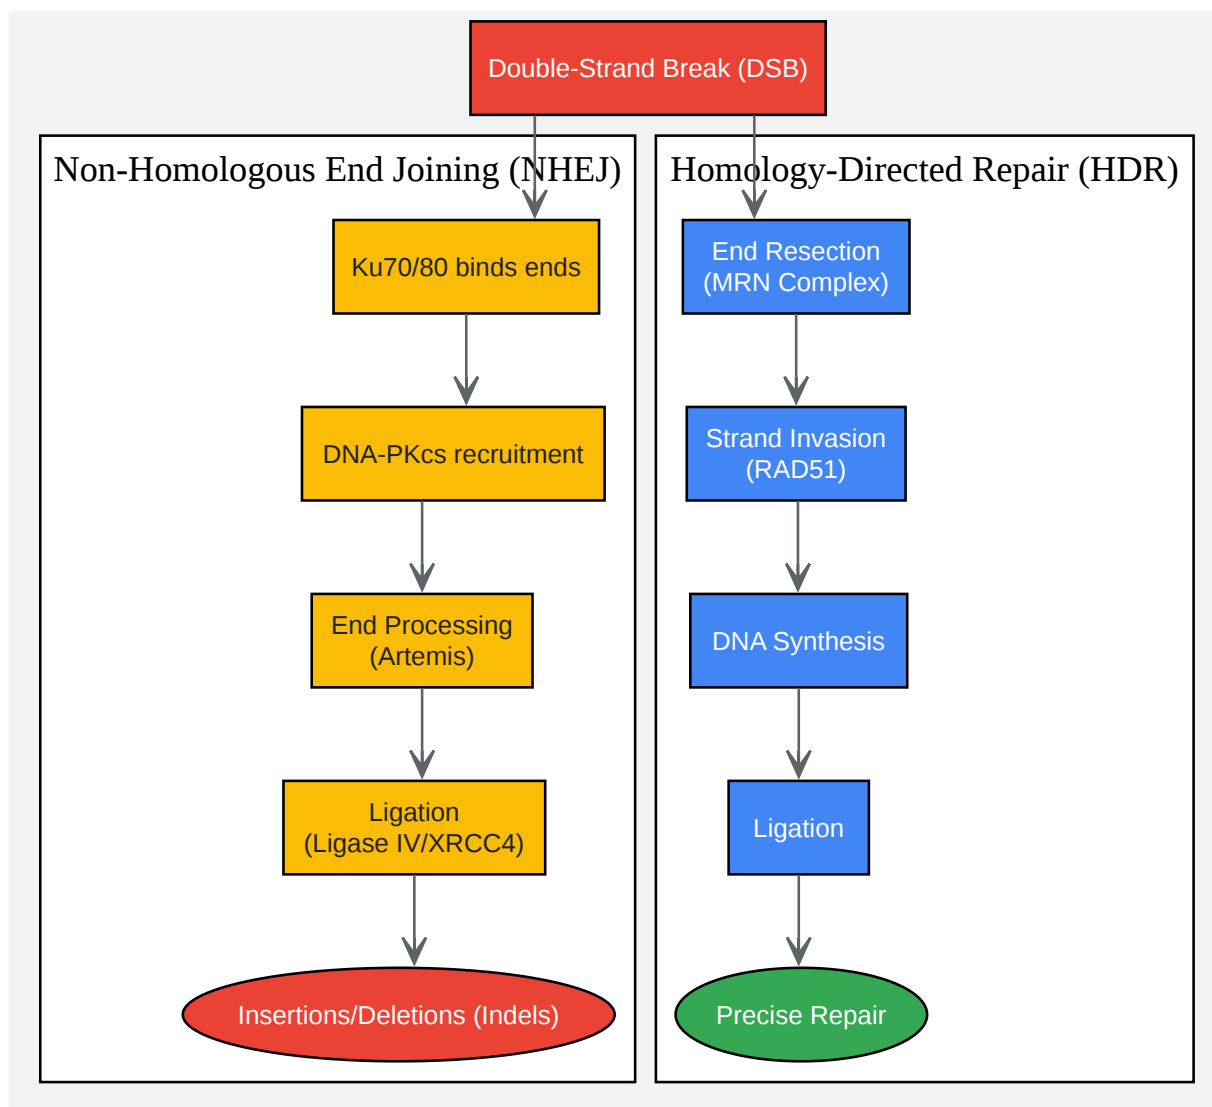 Double-Strand Break (DSB)
Non-Homologous End Joining (NHEJ)
Ku70/80 binds ends
DNA-PKcs recruitment
End Processing
(Artemis)
Ligation
(Ligase IV/XRCC4)
Insertions/Deletions (Indels)
Homology-Directed Repair (HDR)
End Resection
(MRN Complex)
Strand Invasion
(RAD51)
DNA Synthesis
Ligation
Precise Repair